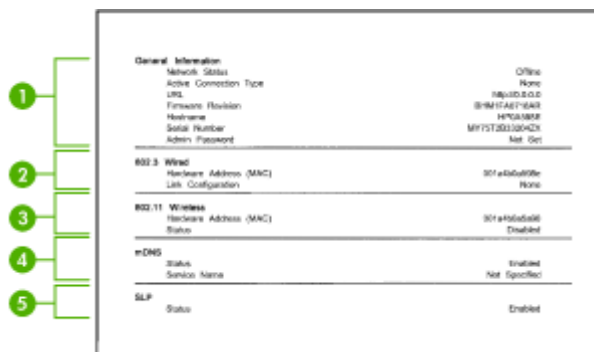 1
General Information
Network Status Offline
Active Connection Type None
URL
Firmware Revision
Hostname
Serial Number
Admin Password Not Set
2
802.3 Wired
Hardware Address (MAC)
Link Configuration None
3
802.11 Wireless
Hardware Address (MAC)
Status Disabled
4
mDNS
Status Enabled
Service Name Not Specified
5
SLP
Status Enabled